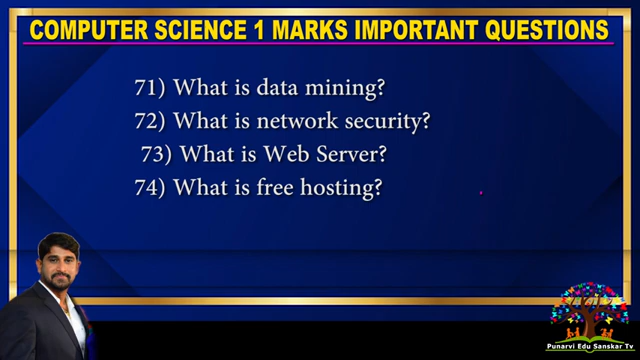 COMPUTER SCIENCE 1 MARKS IMPORTANT QUESTIONS
71) What is data mining?
72) What is network security?
73) What is Web Server?
74) What is free hosting?
Punarvi Edu Sanskar Tv